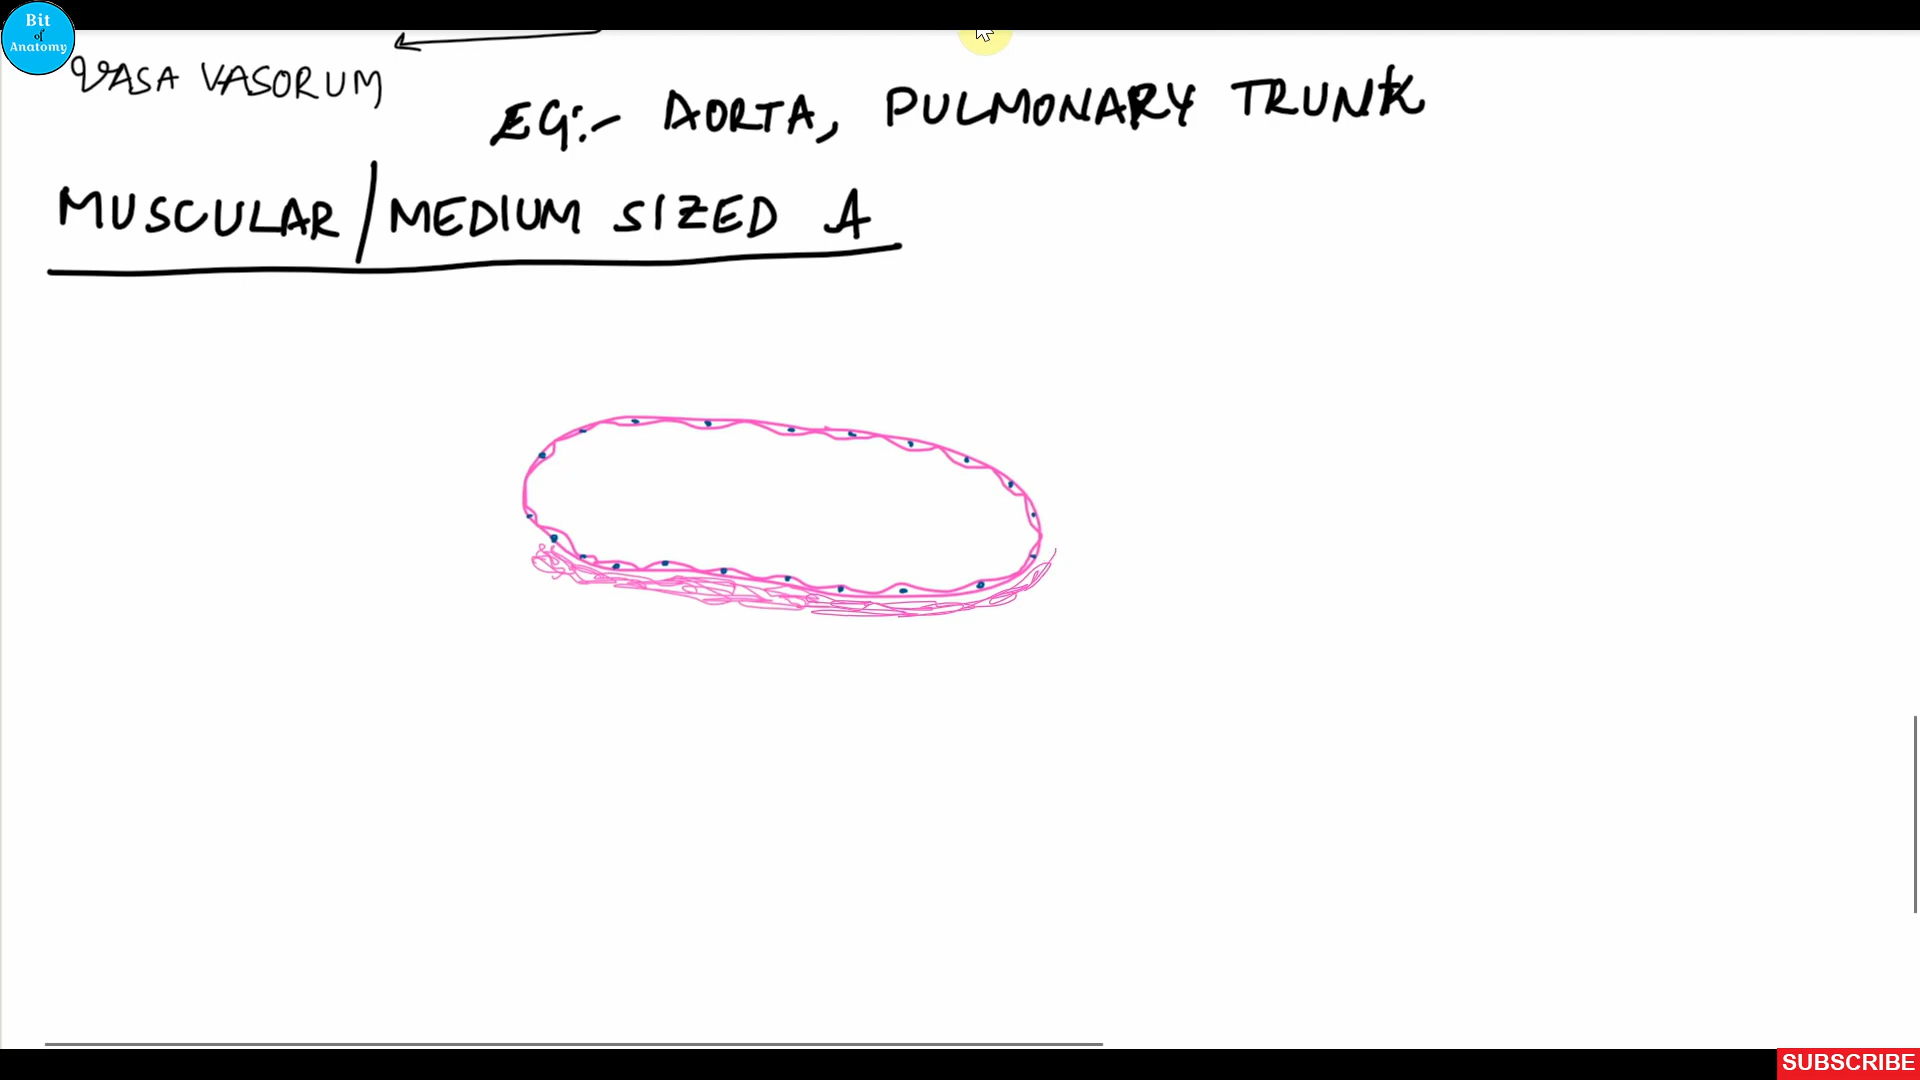 Bit
of
Anatomy
VASA VASORUM
EG:- AORTA, PULMONARY TRUNK
MUSCULAR/MEDIUM SIZED A
SUBSCRIBE